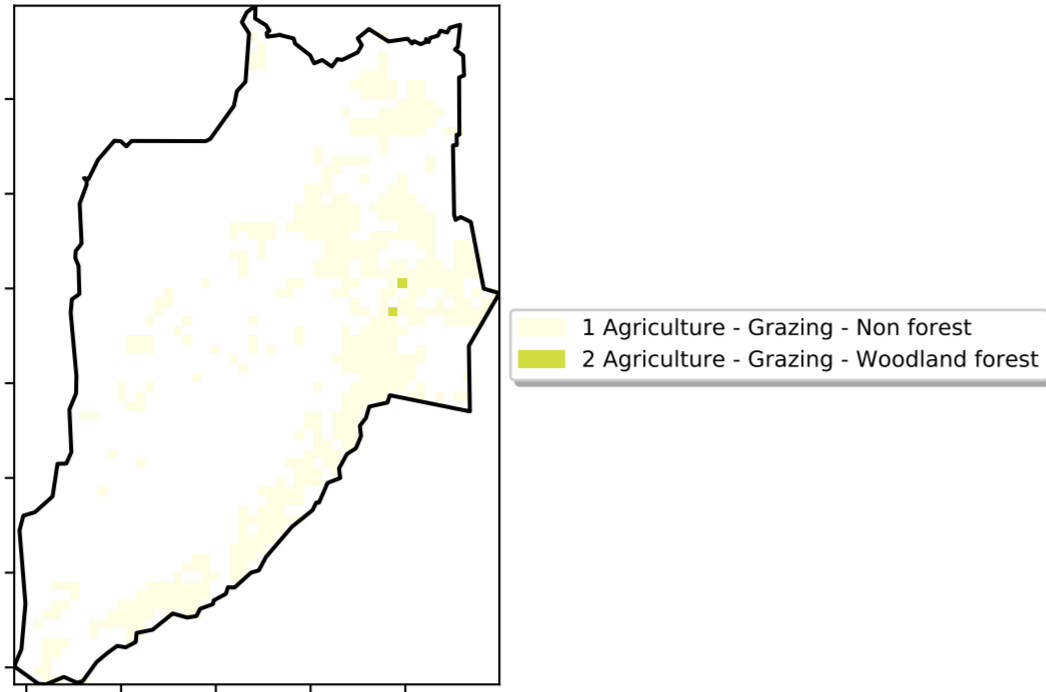 1 Agriculture - Grazing - Non forest
2 Agriculture - Grazing - Woodland forest